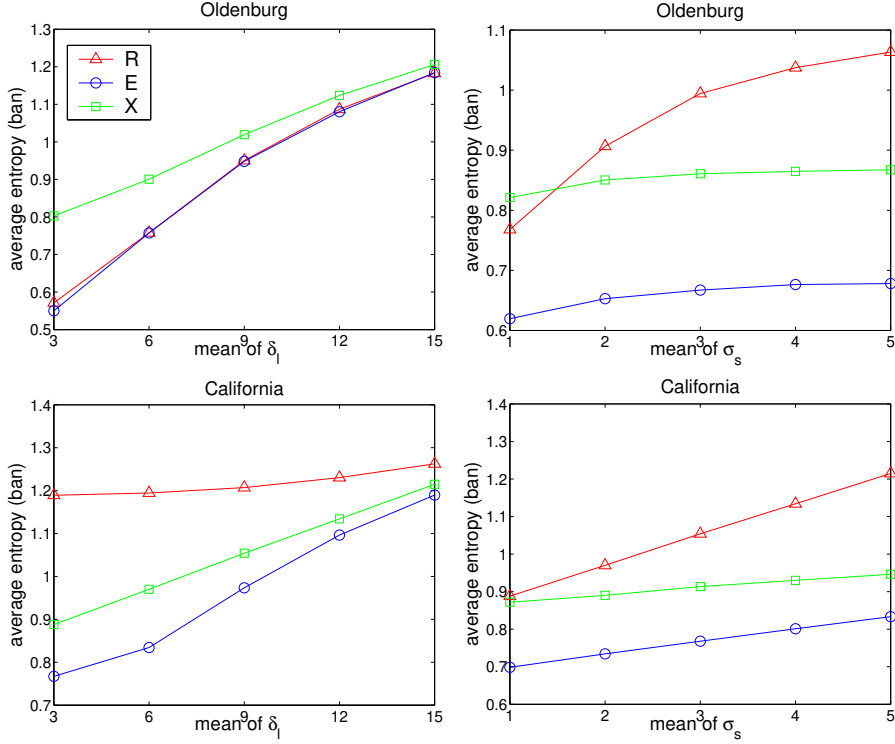 Oldenburg
average entropy (ban)
1.3
1.2
1.1
1
0.9
0.8
0.7
0.6
0.5
R
E
X
3 6 9 12 15
mean of δl
Oldenburg
average entropy (ban)
1.1
1
0.9
0.8
0.7
0.6
1 2 3 4 5
mean of σs
California
average entropy (ban)
1.4
1.3
1.2
1.1
1
0.9
0.8
0.7
3 6 9 12 15
mean of δl
California
average entropy (ban)
1.4
1.3
1.2
1.1
1
0.9
0.8
0.7
0.6
1 2 3 4 5
mean of σs